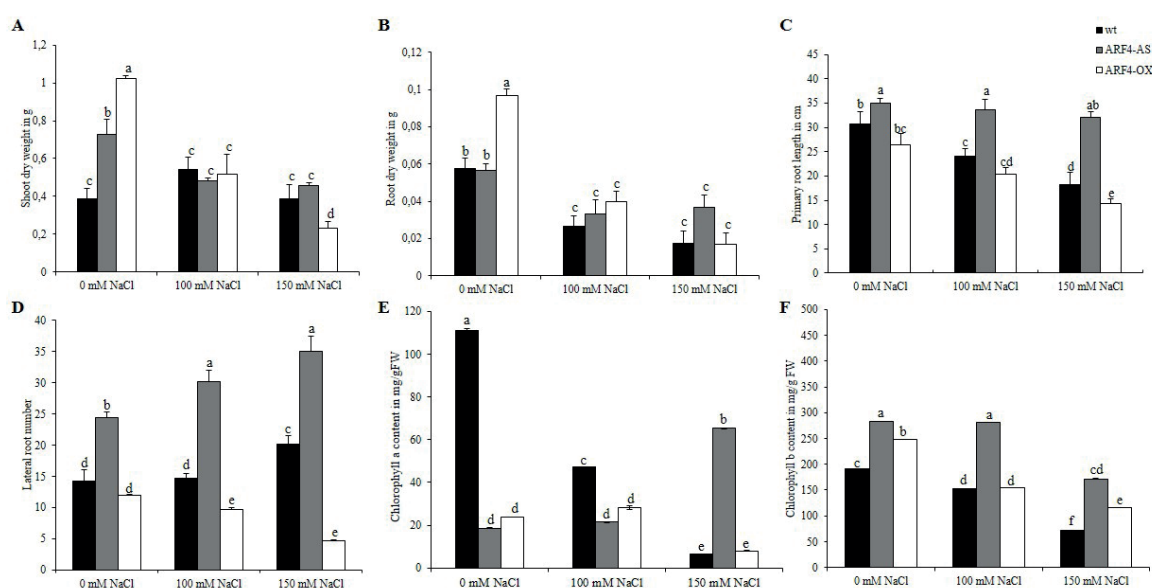 A
Shoot dry weight in g
1,2
1
0,8
0,6
0,4
0,2
0
c b a
c c c
c c d
0 mM NaCl 100 mM NaCl 150 mM NaCl
B
Root dry weight in g
0,1
0,08
0,06
0,04
0,02
0
b b a
c c c
c c c
0 mM NaCl 100 mM NaCl 150 mM NaCl
C
wt
ARF4-AS
ARF4-OX
Primary root length in cm
45
40
35
30
25
20
15
10
5
0
b a bc
c a cd
d ab e
0 mM NaCl 100 mM NaCl 150 mM NaCl
D
Lateral root number
40
35
30
25
20
15
10
5
0
d b d
d a e
c a e
0 mM NaCl 100 mM NaCl 150 mM NaCl
E
Chlorophyll a content in mg/gFW
120
100
80
60
40
20
0
a d d
c d d
e b e
0 mM NaCl 100 mM NaCl 150 mM NaCl
F
Chlorophyll b content in mg/g FW
500
450
400
350
300
250
200
150
100
50
0
c a b
d a d
f cd e
0 mM NaCl 100 mM NaCl 150 mM NaCl